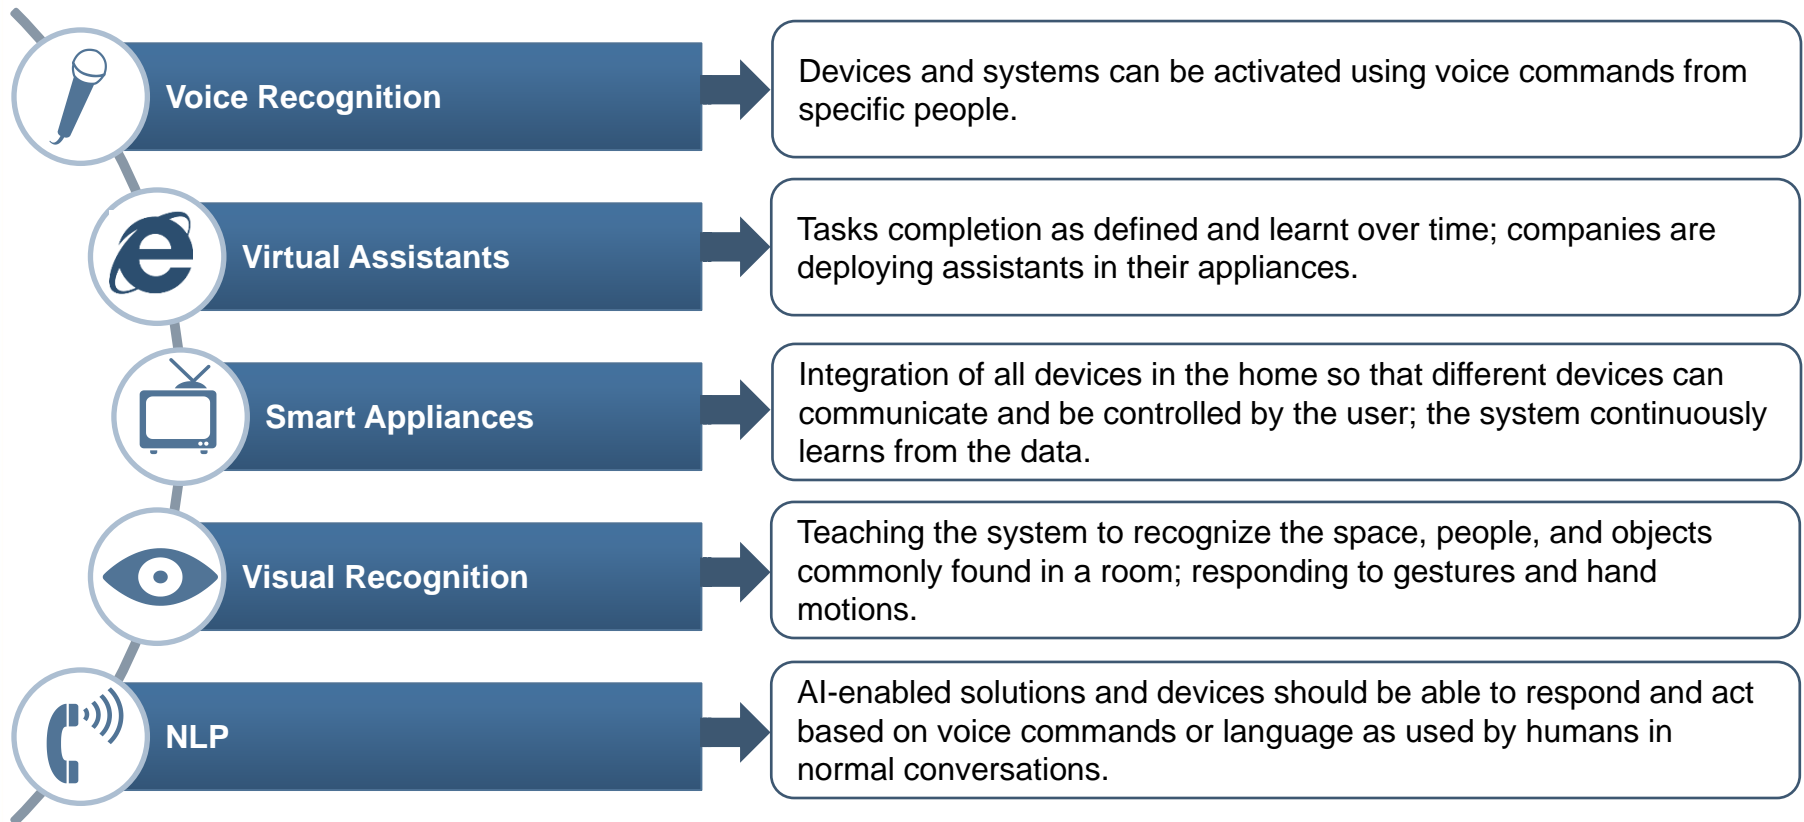 Voice Recognition
Devices and systems can be activated using voice commands from
specific people.
Virtual Assistants
Tasks completion as defined and learnt over time; companies are
deploying assistants in their appliances.
Smart Appliances
Integration of all devices in the home so that different devices can
communicate and be controlled by the user; the system continuously
learns from the data.
Visual Recognition
Teaching the system to recognize the space, people, and objects
commonly found in a room; responding to gestures and hand
motions.
NLP
AI-enabled solutions and devices should be able to respond and act
based on voice commands or language as used by humans in
normal conversations.